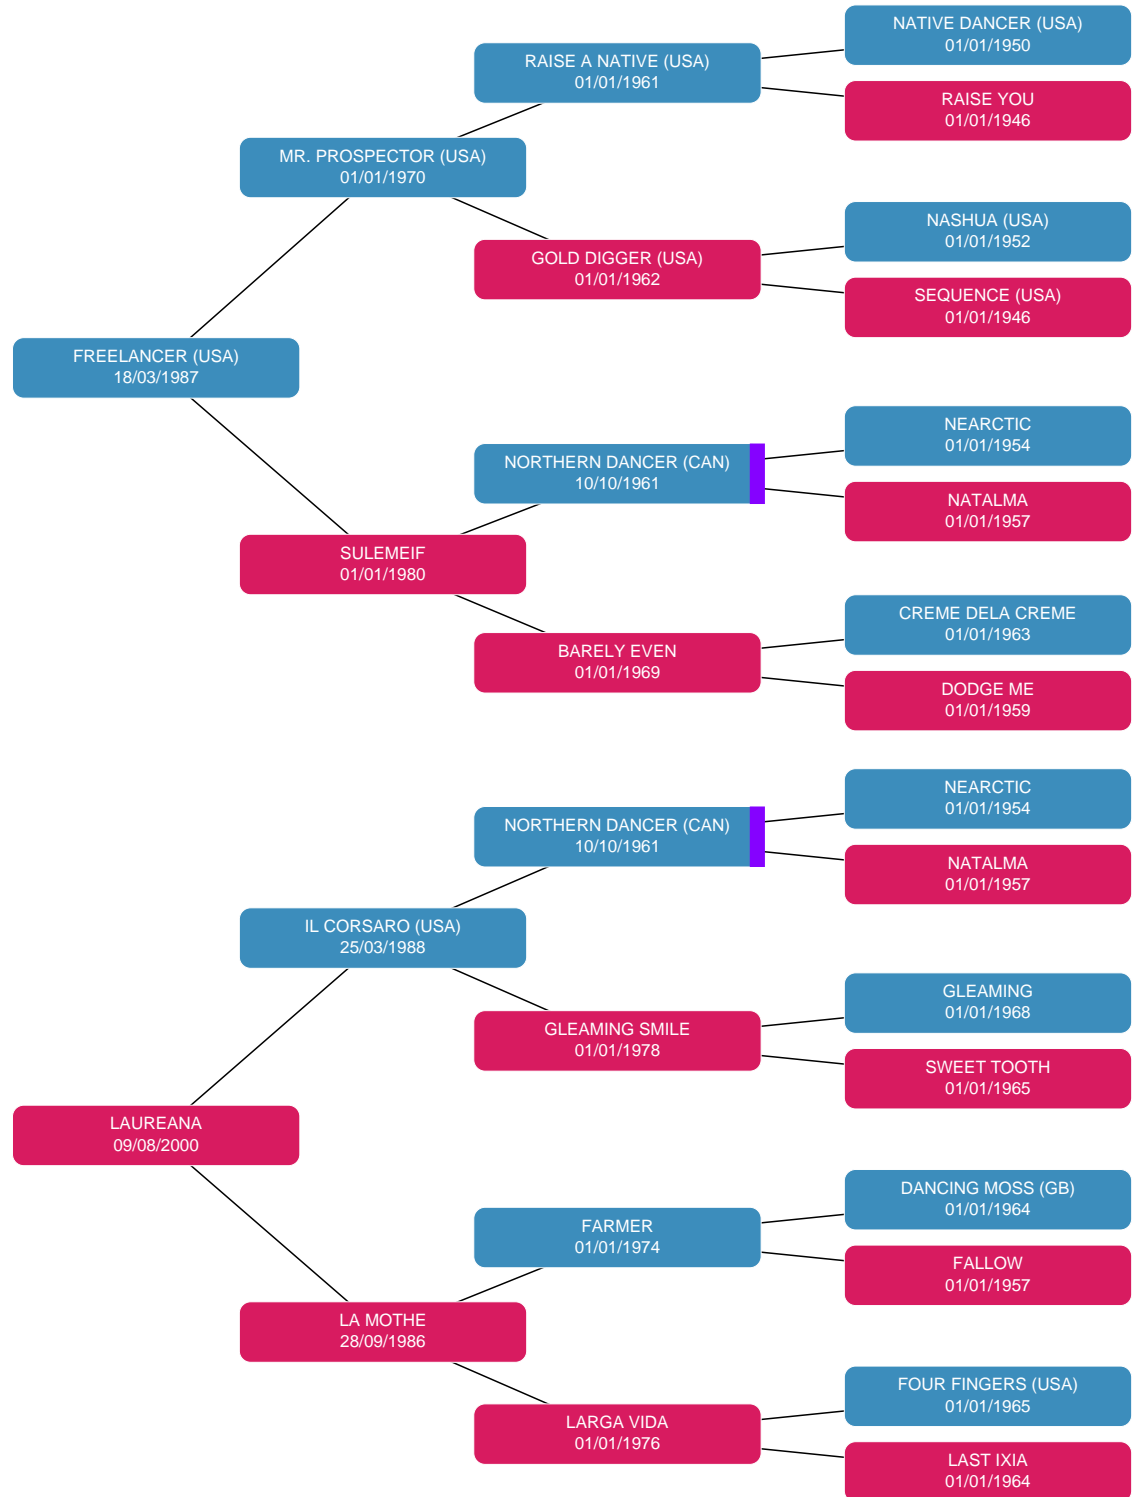 NATIVE DANCER (USA)
01/01/1950
RAISE A NATIVE (USA)
01/01/1961
RAISE YOU
01/01/1946
MR. PROSPECTOR (USA)
01/01/1970
NASHUA (USA)
01/01/1952
GOLD DIGGER (USA)
01/01/1962
SEQUENCE (USA)
01/01/1946
FREELANCER (USA)
18/03/1987
NEARCTIC
01/01/1954
NORTHERN DANCER (CAN)
10/10/1961
NATALMA
01/01/1957
SULEMEIF
01/01/1980
CREME DELA CREME
01/01/1963
BARELY EVEN
01/01/1969
DODGE ME
01/01/1959
NEARCTIC
01/01/1954
NORTHERN DANCER (CAN)
10/10/1961
NATALMA
01/01/1957
IL CORSARO (USA)
25/03/1988
GLEAMING
01/01/1968
GLEAMING SMILE
01/01/1978
SWEET TOOTH
01/01/1965
LAUREANA
09/08/2000
DANCING MOSS (GB)
01/01/1964
FARMER
01/01/1974
FALLOW
01/01/1957
LA MOTHE
28/09/1986
FOUR FINGERS (USA)
01/01/1965
LARGA VIDA
01/01/1976
LAST IXIA
01/01/1964